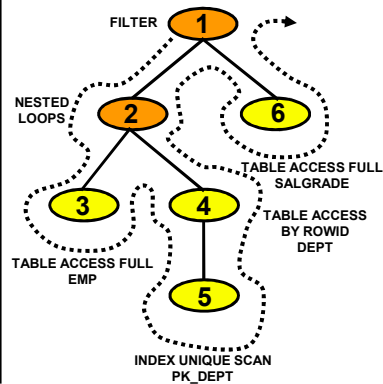 FILTER
1
NESTED
LOOPS
2
6
TABLE ACCESS FULL
SALGRADE
3
4
TABLE ACCESS
BY ROWID
DEPT
TABLE ACCESS FULL
EMP
5
INDEX UNIQUE SCAN
PK_DEPT